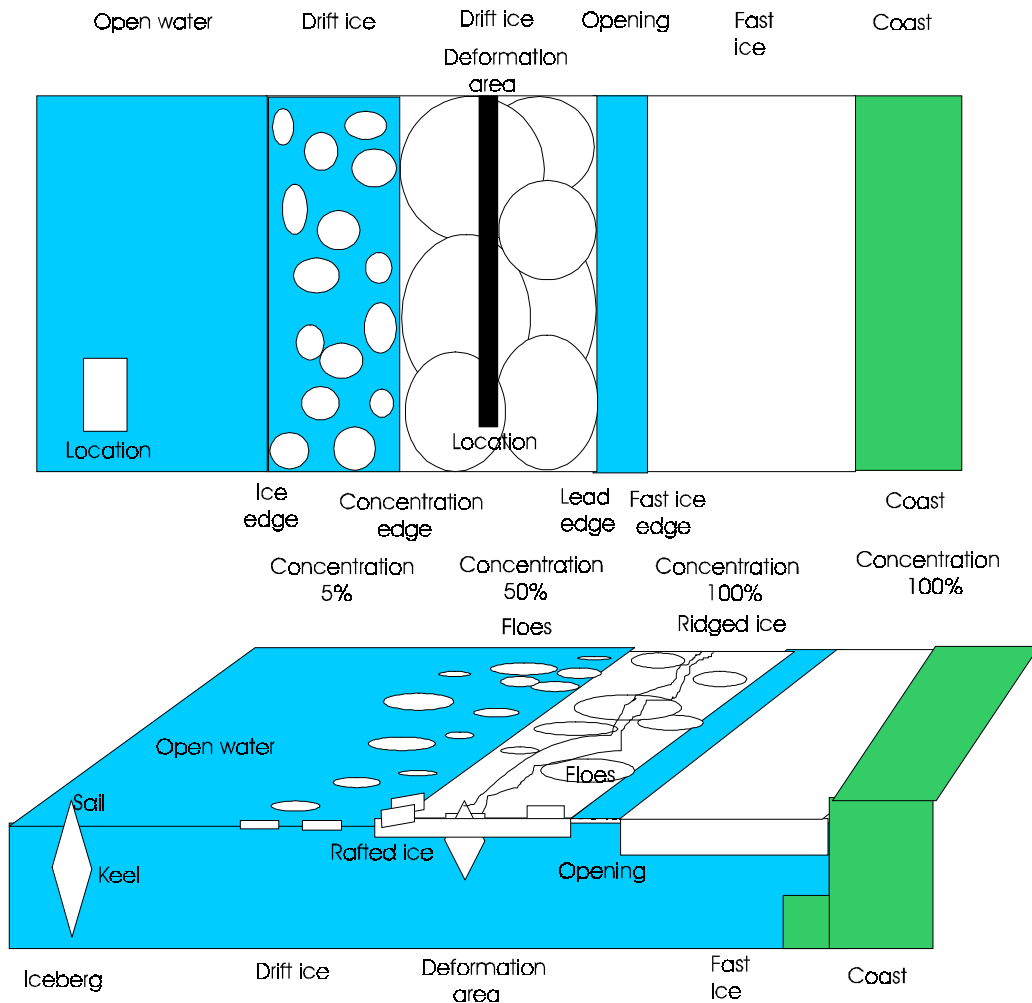 Open water Drift ice Drift ice Opening Fast Coast
ice
Deformation
area
Location
Location
Ice
edge
Concentration
edge
Lead
edge
Fast ice
edge
Coast
Concentration
5%
Concentration
50%
Concentration
100%
Concentration
100%
Floes
Ridged ice
Open water
Floes
Sail
Rafted ice
Keel
Opening
Iceberg
Drift ice
Deformation
area
Fast
Ice
Coast